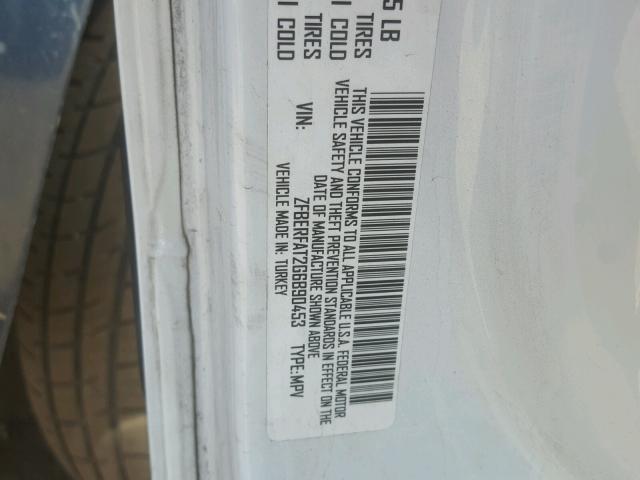 5 LB
TIRES
I COLD
TIRES
I COLD
THIS VEHICLE CONFORMS TO ALL APPLICABLE U.S.A. FEDERAL MOTOR
VEHICLE SAFETY AND THEFT PREVENTION STANDARDS IN EFFECT ON THE
DATE OF MANUFACTURE SHOWN ABOVE
VIN: ZFBERFAT2G6B90453 TYPE: MPV
VEHICLE MADE IN: TURKEY